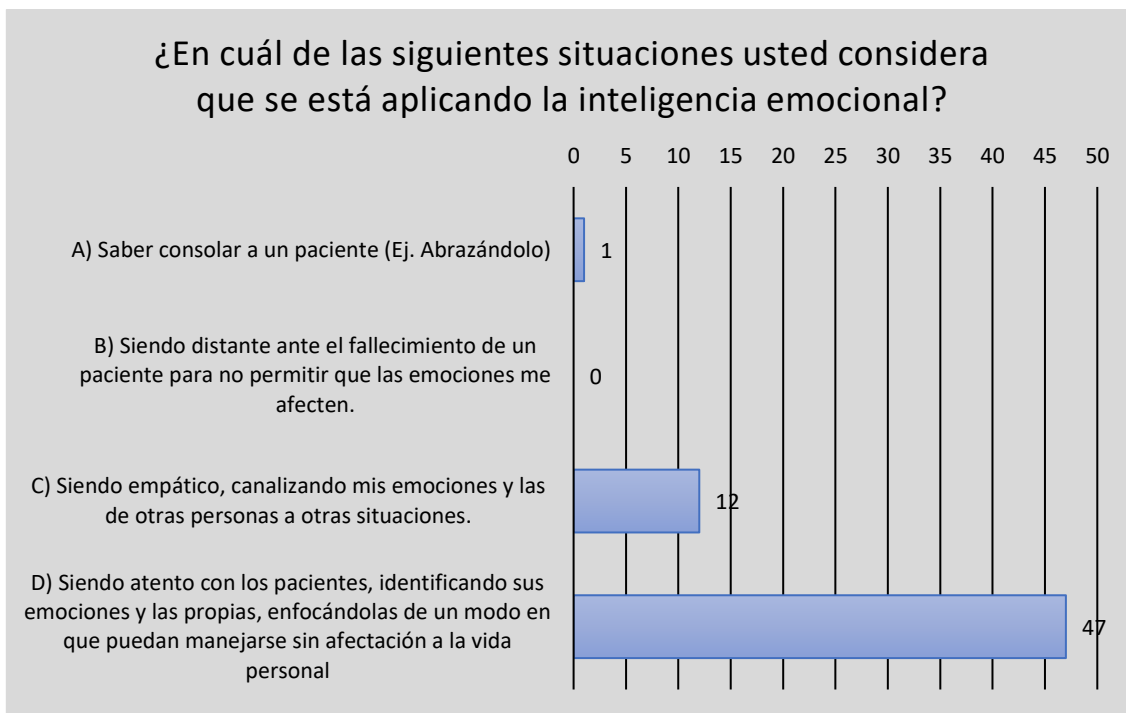 ¿En cuál de las siguientes situaciones usted considera
que se está aplicando la inteligencia emocional?
0 5 10 15 20 25 30 35 40 45 50
A) Saber consolar a un paciente (Ej. Abrazándolo)
1
B) Siendo distante ante el fallecimiento de un
paciente para no permitir que las emociones me
afecten.
0
C) Siendo empático, canalizando mis emociones y las
de otras personas a otras situaciones.
12
D) Siendo atento con los pacientes, identificando sus
emociones y las propias, enfocándolas de un modo en
que puedan manejarse sin afectación a la vida
personal
47